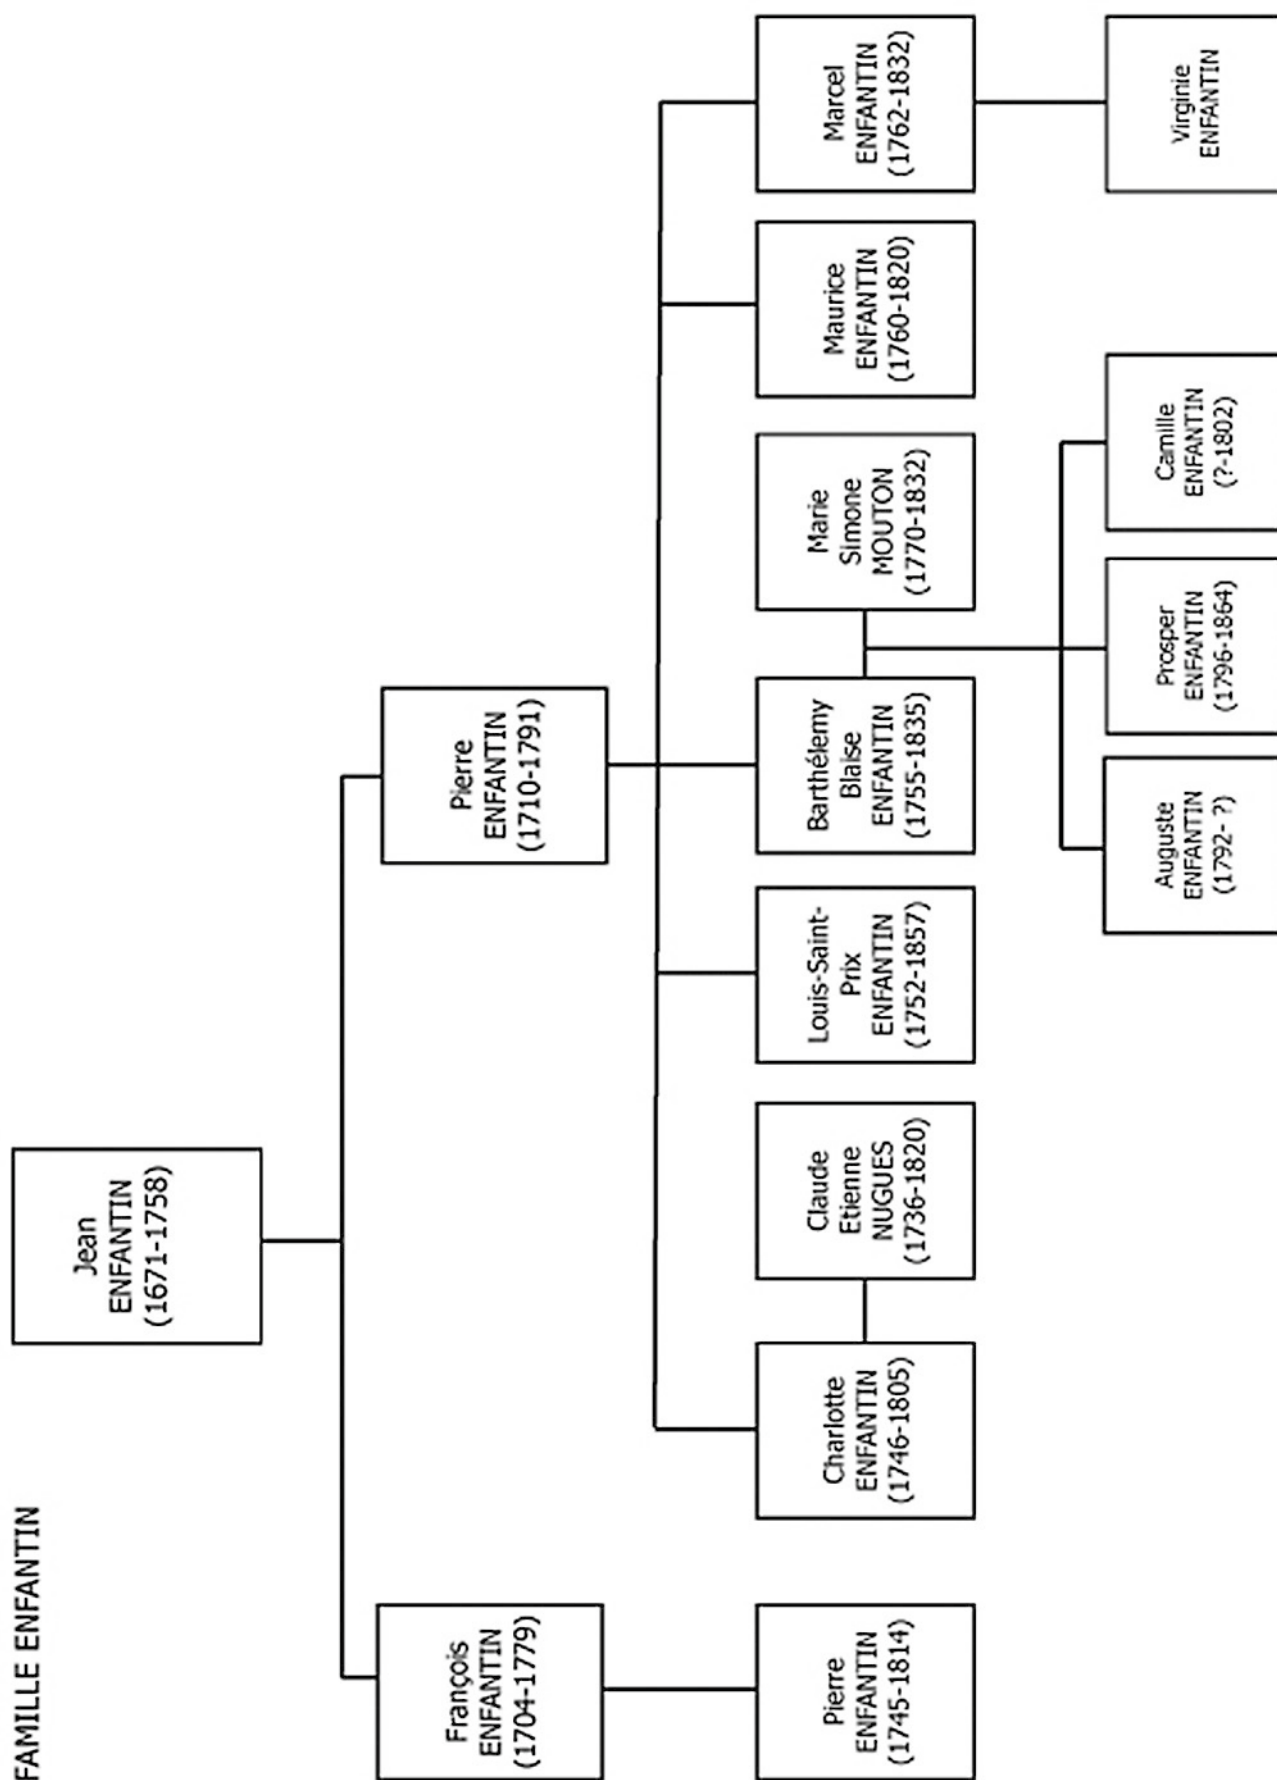 FAMILLE ENFANTIN
Jean
ENFANTIN
(1671-1758)
François
ENFANTIN
(1704-1779)
Pierre
ENFANTIN
(1710-1791)
Pierre
ENFANTIN
(1745-1814)
Charlotte
ENFANTIN
(1746-1805)
Claude
Etienne
NUGUES
(1736-1820)
Louis-Saint-
Prix
ENFANTIN
(1752-1857)
Barthélemy
Blaise
ENFANTIN
(1755-1835)
Marie
Simone
MOUTON
(1770-1832)
Maurice
ENFANTIN
(1760-1820)
Marcel
ENFANTIN
(1762-1832)
Auguste
ENFANTIN
(1792- ?)
Prosper
ENFANTIN
(1796-1864)
Camille
ENFANTIN
(?-1802)
Virginie
ENFANTIN